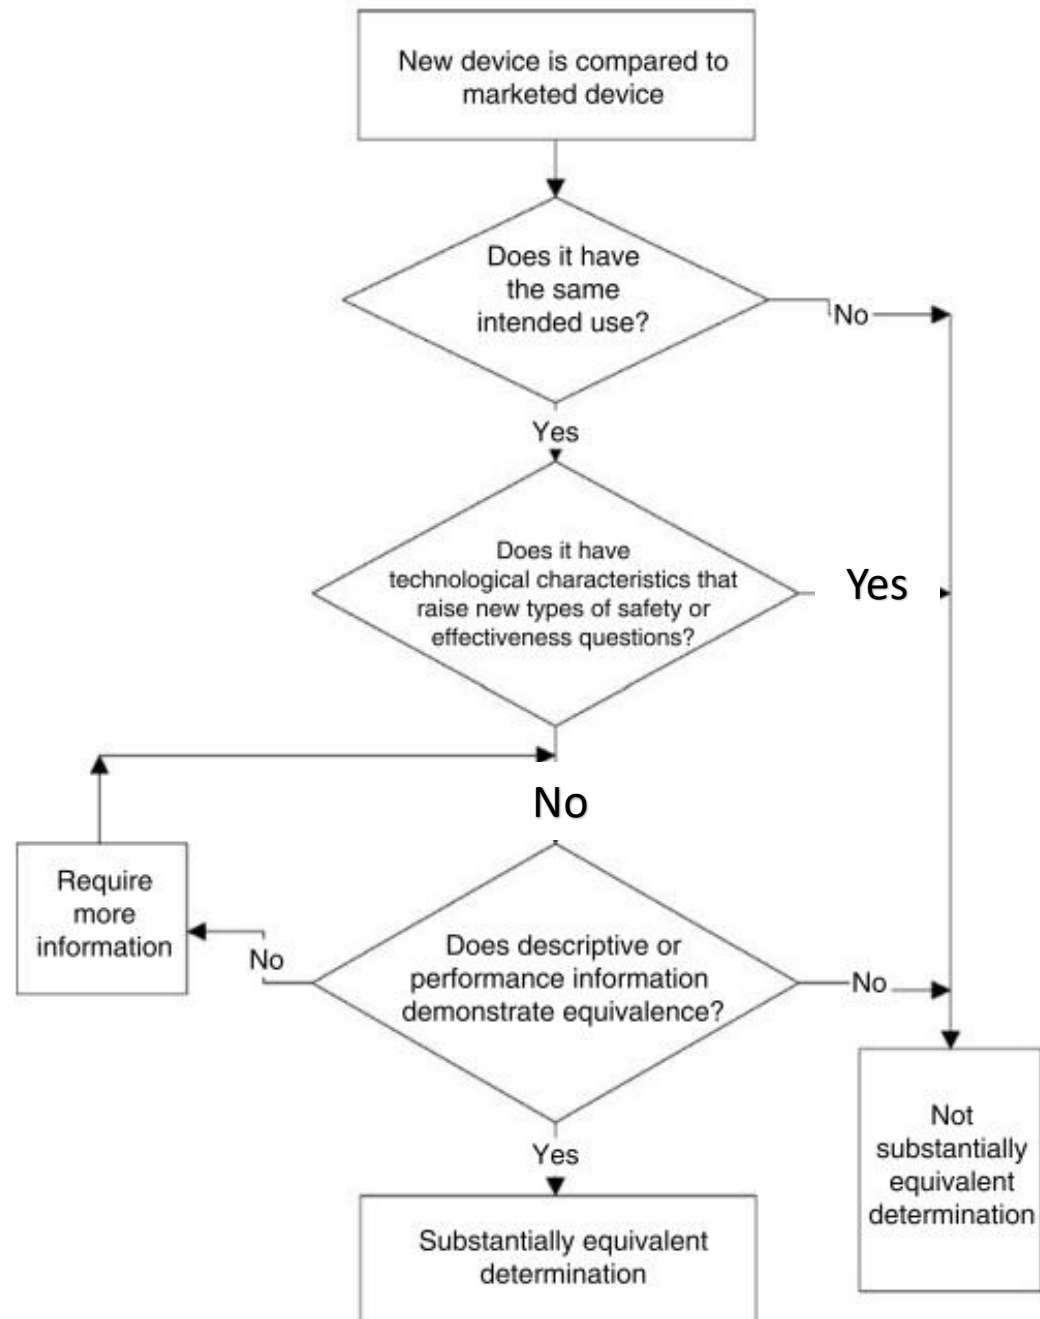 New device is compared to
marketed device
Does it have
the same
intended use?
No
Yes
Does it have
technological characteristics that
raise new types of safety or
effectiveness questions?
Yes
No
Require
more
information
No
Does descriptive or
performance information
demonstrate equivalence?
No
Yes
Not
substantially
equivalent
determination
Substantially equivalent
determination